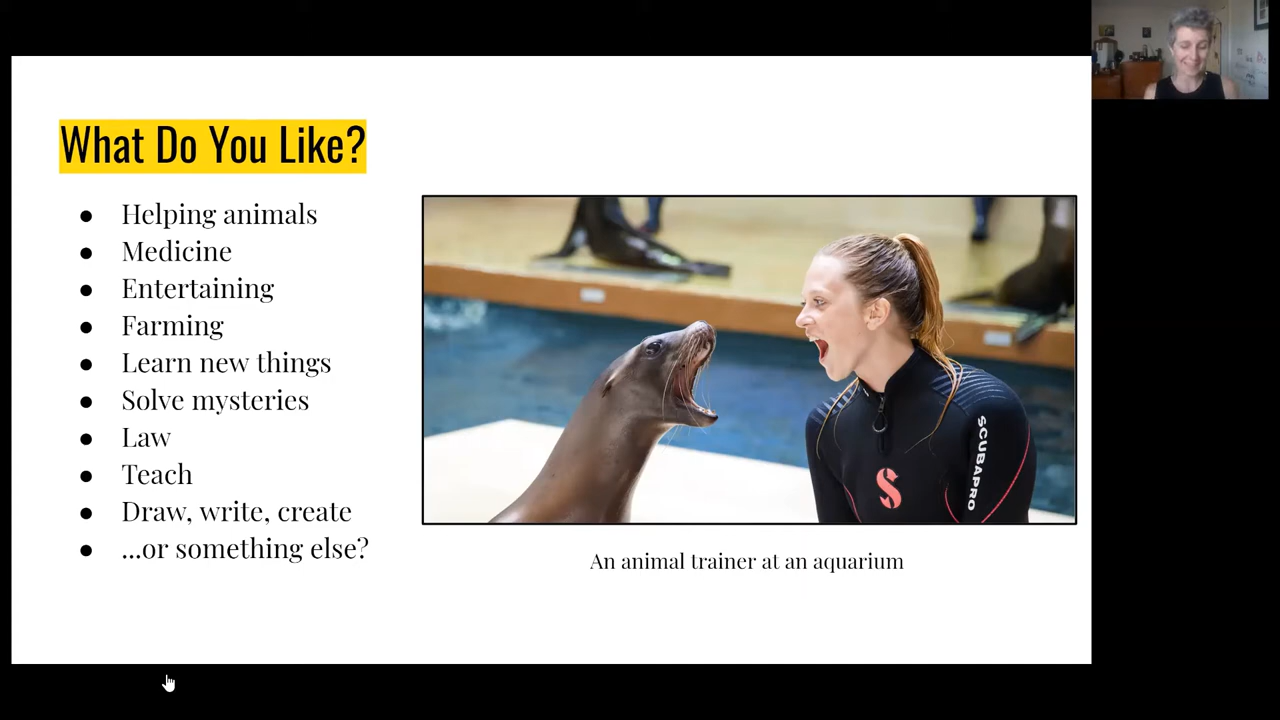 What Do You Like?
● Helping animals
● Medicine
● Entertaining
● Farming
● Learn new things
● Solve mysteries
● Law
● Teach
● Draw, write, create
● ...or something else?
SCUBAPRO
S
An animal trainer at an aquarium